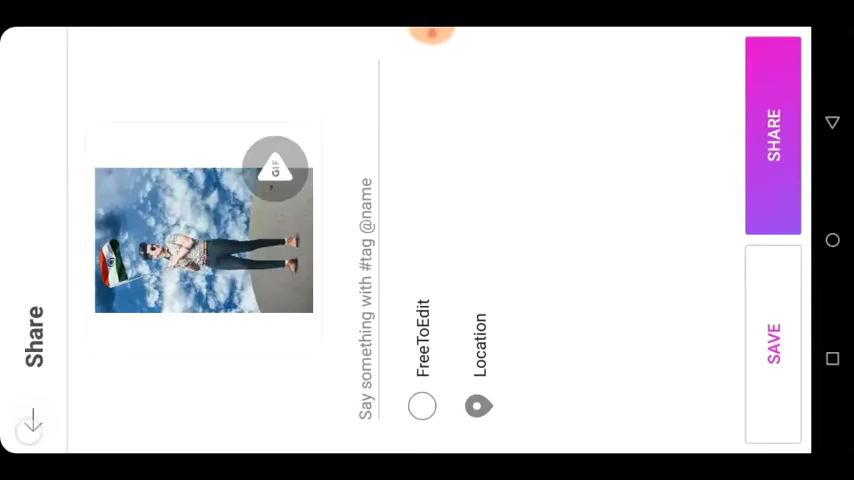 Share
GIF
Say something with #tag @name
FreeToEdit
Location
SAVE
SHARE